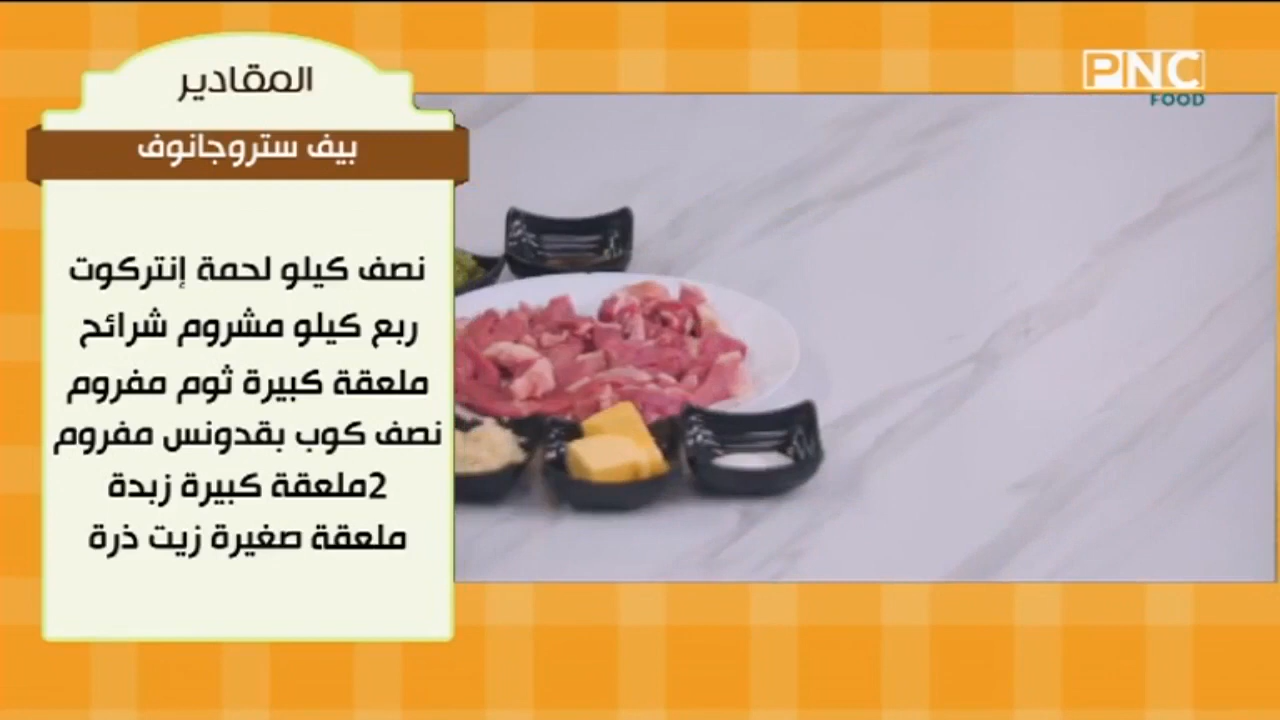 المقادير
بيف ستروجانوف
نصف كيلو لحمة إنتركوت
ربع كيلو مشروم شرائح
ملعقة كبيرة ثوم مفروم
نصف كوب بقدونس مفروم
2ملعقة كبيرة زبدة
ملعقة صغيرة زيت ذرة
PNC
FOOD